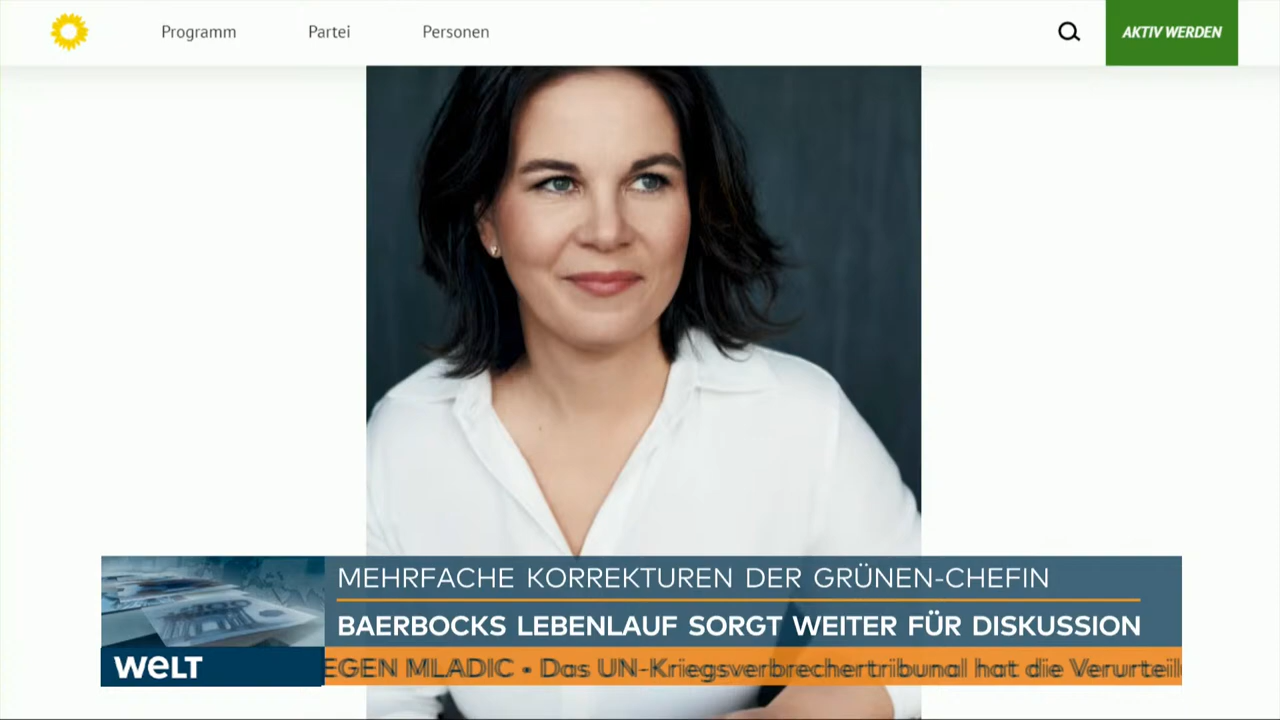 Programm Partei Personen AKTIV WERDEN
MEHRFACHE KORREKTUREN DER GRÜNEN-CHEFIN
BAERBOCKS LEBENLAUF SORGT WEITER FÜR DISKUSSION
WELT EGEN MLADIC • Das UN-Kriegsverbrechertribunal hat die Verurteil